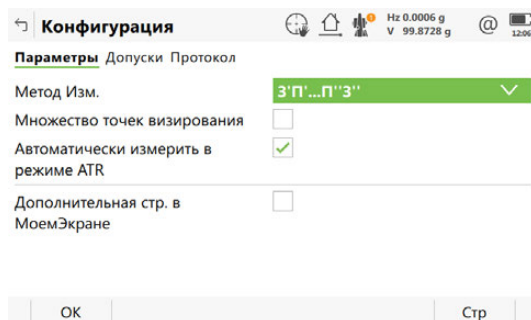 Конфигурация
Hz 0.0006 g
V 99.8728 g
@
12:06
Параметры Допуски Протокол
Метод Изм. З'П'...П''З''
Множество точек визирования
Автоматически измерить в
режиме ATR
Дополнительная стр. в
МоемЭкране
OK Стр